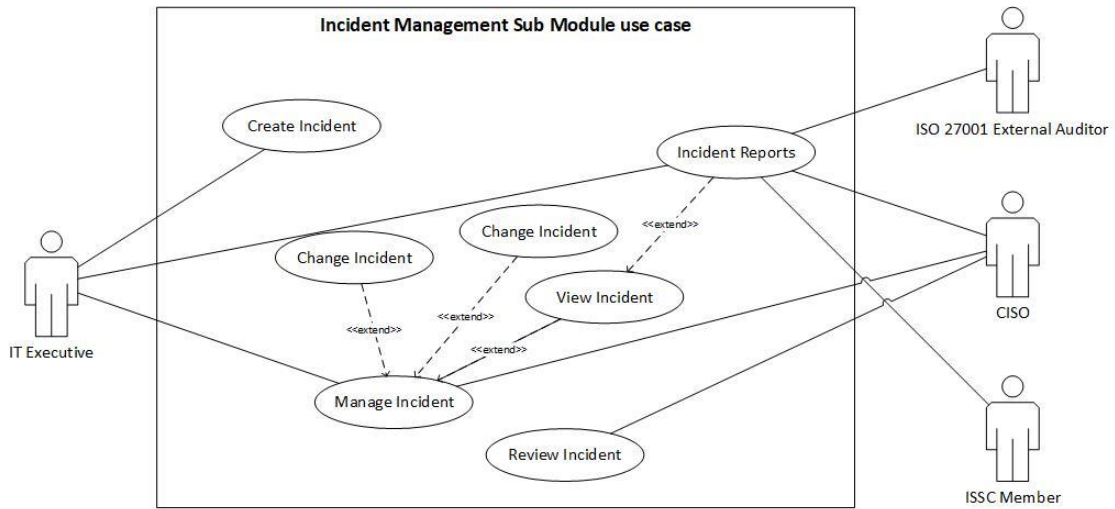 Incident Management Sub Module use case
Create Incident
ISO 27001 External Auditor
Incident Reports
<<extend>>
Change Incident
Change Incident
View Incident
CISO
<<extend>>
<<extend>>
<<extend>>
IT Executive
Manage Incident
Review Incident
ISSC Member